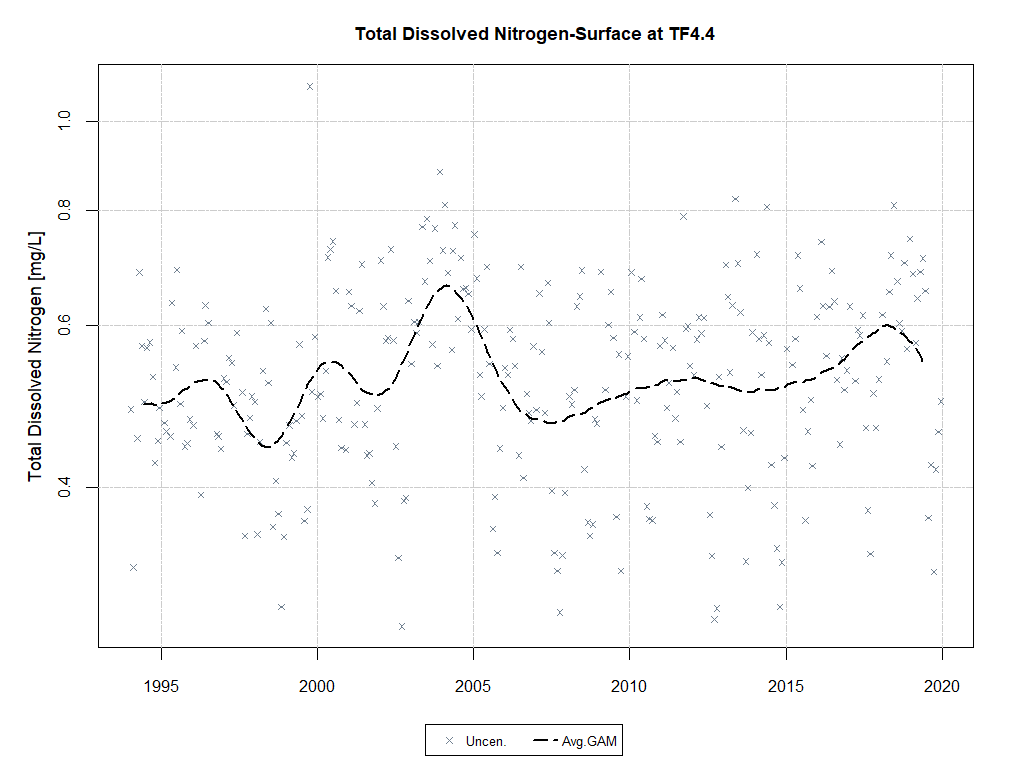 Total Dissolved Nitrogen-Surface at TF4.4
Total Dissolved Nitrogen [mg/L]
1.0
0.8
0.6
0.4
1995 2000 2005 2010 2015 2020
Uncen. Avg.GAM